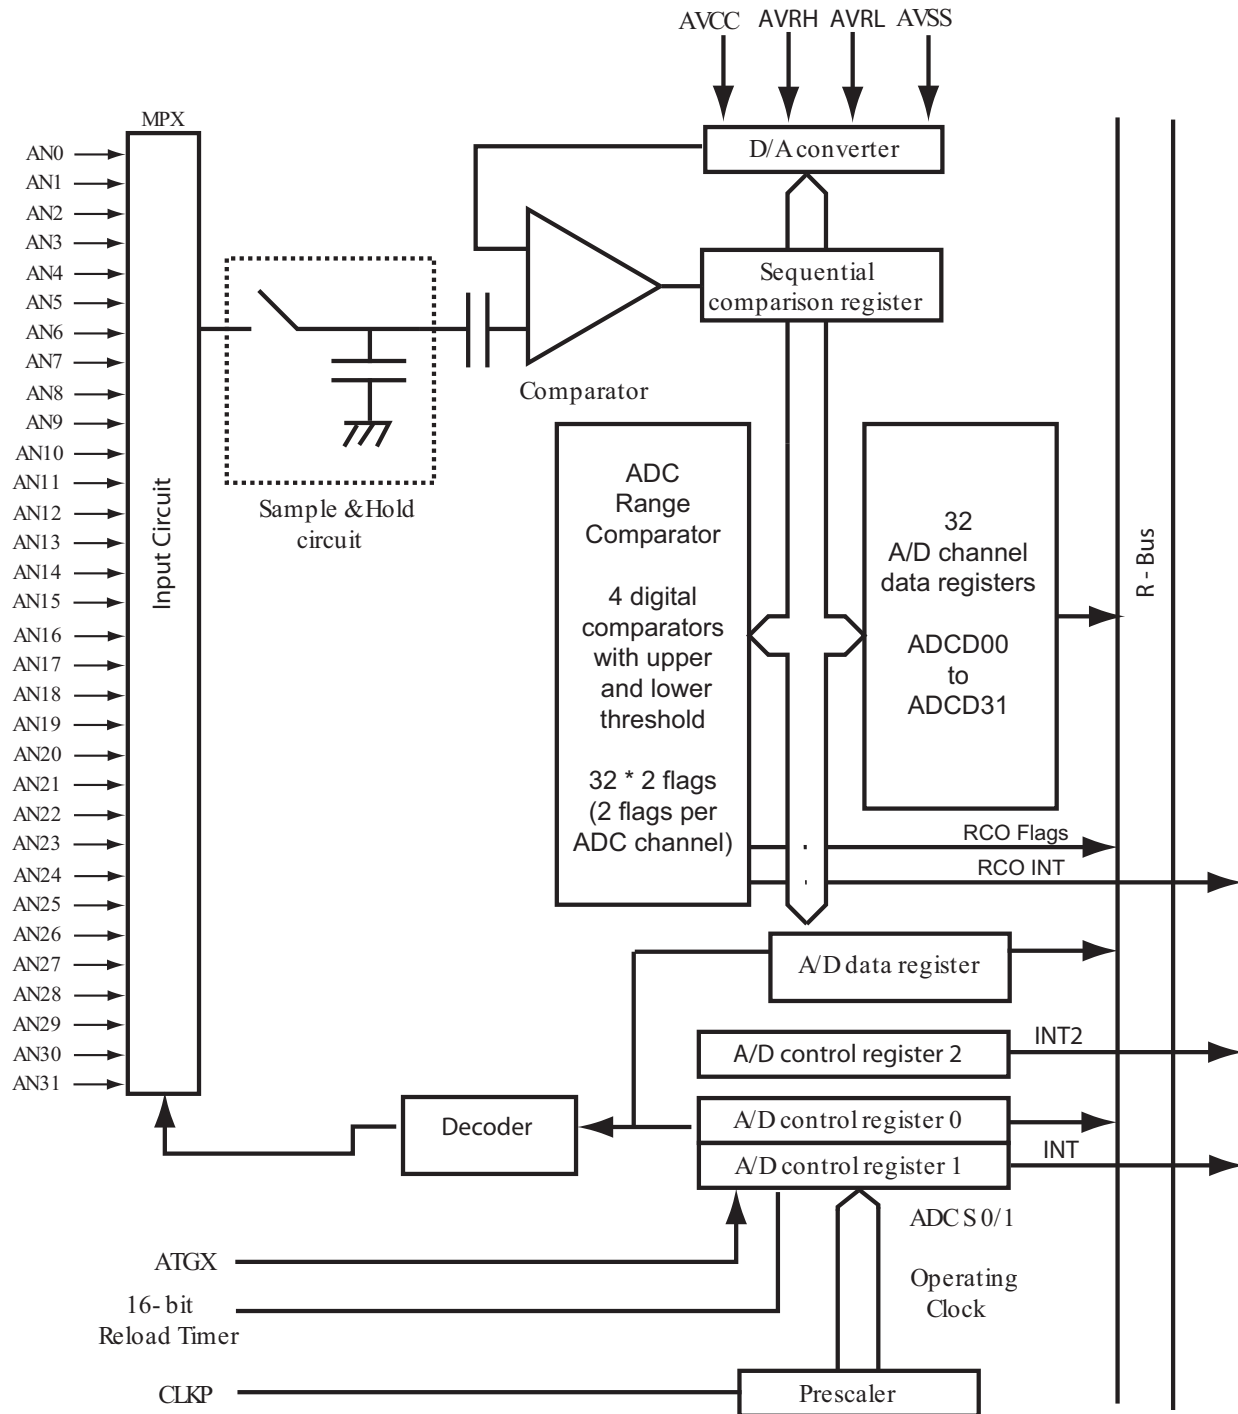 AVCC AVRH AVRL AVSS
MPX
D/A converter
AN0
AN1
AN2
AN3
AN4
AN5
AN6
AN7
AN8
AN9
AN10
AN11
AN12
AN13
AN14
AN15
AN16
AN17
AN18
AN19
AN20
AN21
AN22
AN23
AN24
AN25
AN26
AN27
AN28
AN29
AN30
AN31
Input Circuit
Sample &Hold
circuit
Comparator
Sequential
comparison register
ADC
Range
Comparator
4 digital
comparators
with upper
and lower
threshold
32 * 2 flags
(2 flags per
ADC channel)
32
A/D channel
data registers
ADCD00
to
ADCD31
R - Bus
RCO Flags
RCO INT
A/D data register
A/D control register 2
INT2
Decoder
A/D control register 0
A/D control register 1
INT
ADCS 0/1
ATGX
16- bit
Reload Timer
Operating
Clock
CLKP
Prescaler